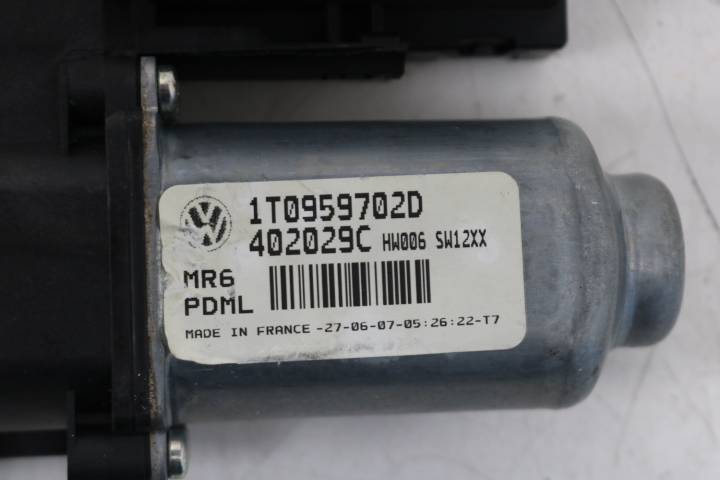 1T0959702D
402029C HW006 SW12XX
MR6
PDML
MADE IN FRANCE -27-06-07-05:26:22-T7